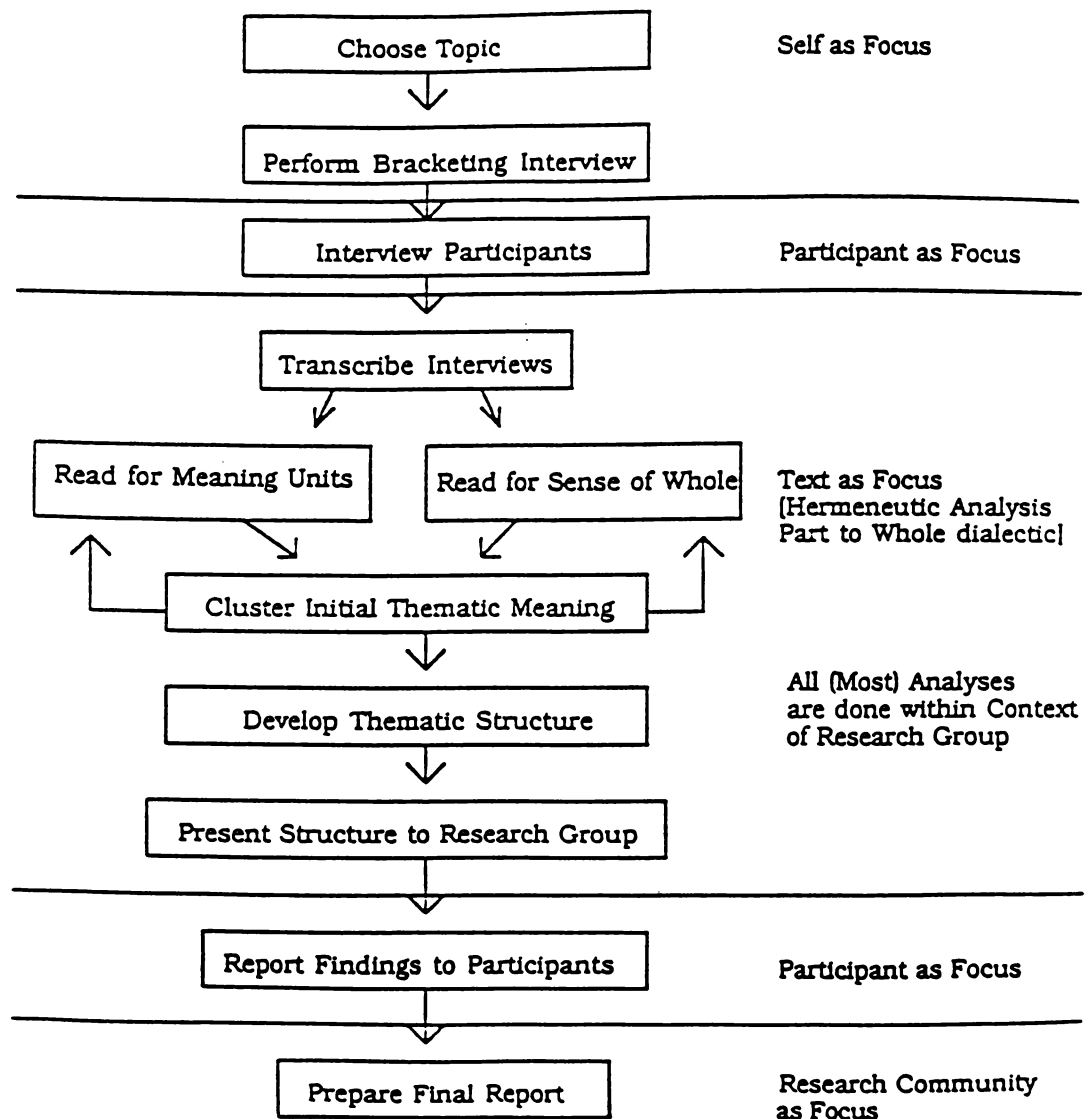 Choose Topic
Self as Focus
Perform Bracketing Interview
Interview Participants
Participant as Focus
Transcribe Interviews
Read for Meaning Units
Read for Sense of Whole
Text as Focus
[Hermeneutic Analysis
Part to Whole dialectic]
Cluster Initial Thematic Meaning
Develop Thematic Structure
All (Most) Analyses
are done within Context
of Research Group
Present Structure to Research Group
Report Findings to Participants
Participant as Focus
Prepare Final Report
Research Community
as Focus